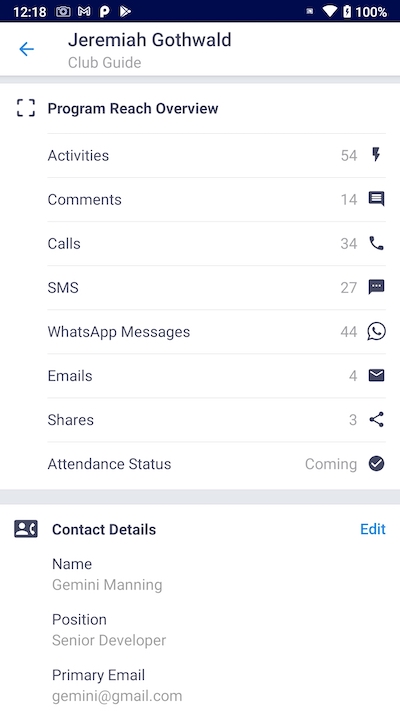 12:18 100%
Jeremiah Gothwald
Club Guide
Program Reach Overview
Activities 54
Comments 14
Calls 34
SMS 27
WhatsApp Messages 44
Emails 4
Shares 3
Attendance Status Coming
Contact Details Edit
Name
Gemini Manning
Position
Senior Developer
Primary Email
gemini@gmail.com